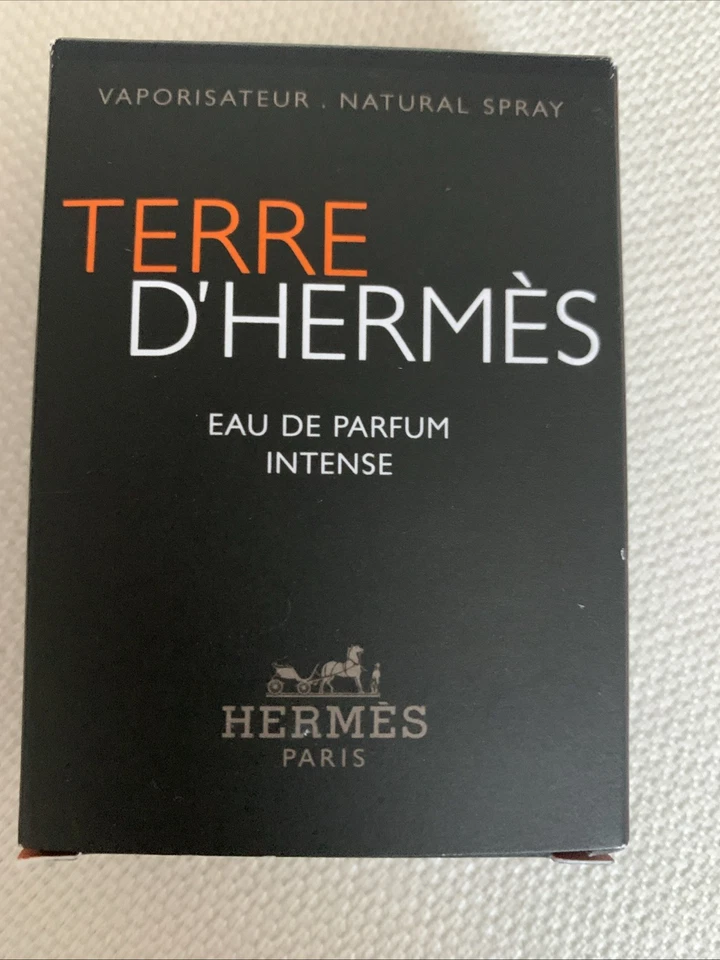 VAPORISATEUR . NATURAL SPRAY
TERRE
D'HERMÈS
EAU DE PARFUM
INTENSE
HERMÈS
PARIS